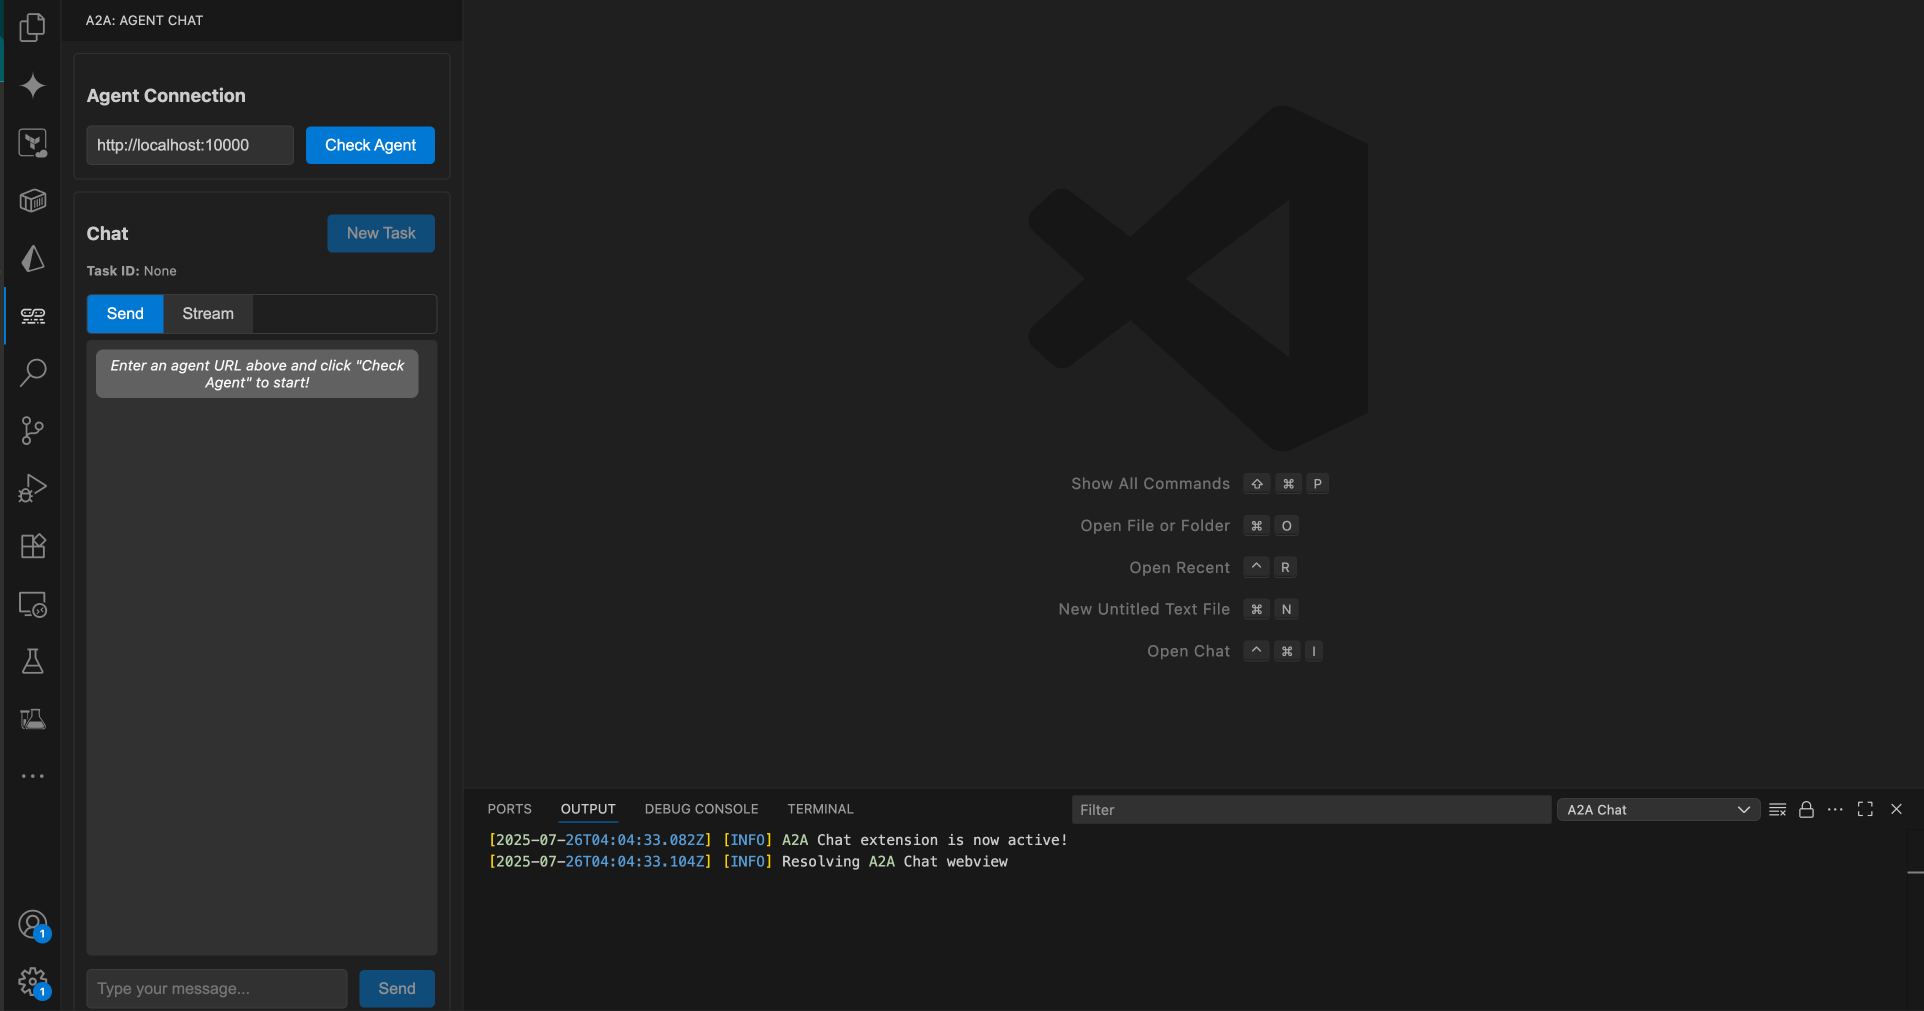 A2A: AGENT CHAT
Agent Connection
http://localhost:10000
Check Agent
Chat
New Task
Task ID: None
Send
Stream
Enter an agent URL above and click "Check
Agent" to start!
Type your message...
Send
1
1
Show All Commands ⇧ ⌘ P
Open File or Folder ⌘ O
Open Recent ^ R
New Untitled Text File ⌘ N
Open Chat ^ ⌘ I
PORTS
OUTPUT
DEBUG CONSOLE
TERMINAL
Filter
A2A Chat
[2025-07-26T04:04:33.082Z] [INFO] A2A Chat extension is now active!
[2025-07-26T04:04:33.104Z] [INFO] Resolving A2A Chat webview